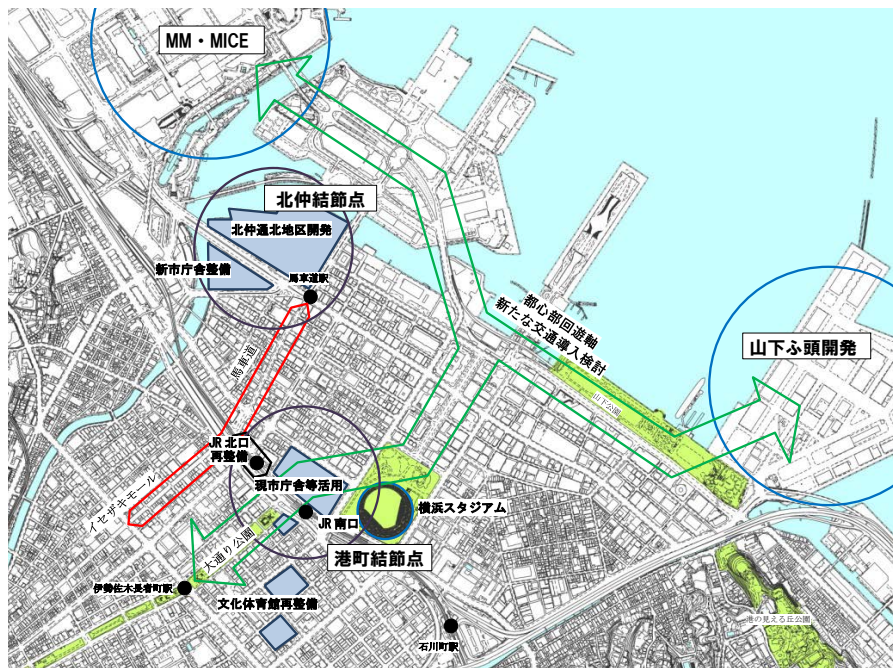 MM・MICE
北仲結節点
北仲通北地区開発
新市庁舎整備
馬車道駅
都心部回遊軸
新たな交通導入検討
山下ふ頭開発
馬車道
山下公園
JR北口
再整備
現市庁舎等活用
イセザキモール
横浜スタジアム
JR南口
大通り公園
港町結節点
伊勢佐木長者町駅
文化体育館再整備
港の見える丘公園
石川町駅